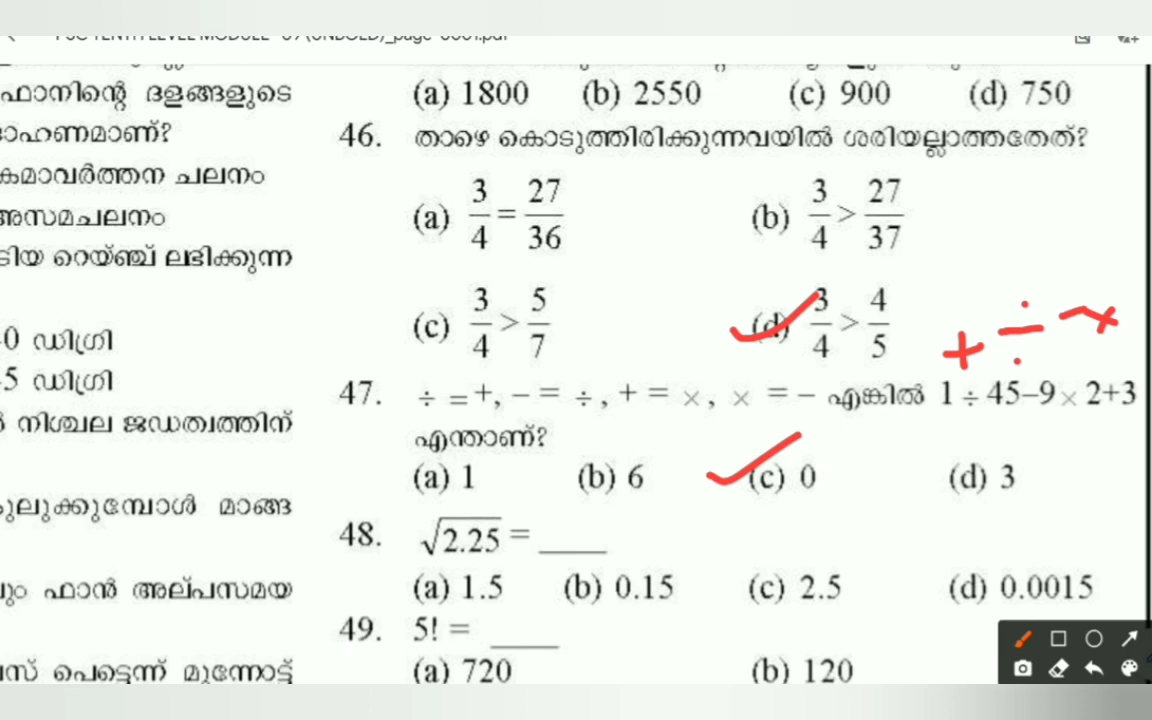 ഫാനിന്റെ ദളങ്ങളുടെ
കമാവർത്തന ചലനം
അസമചലനം
റെയ്ഞ്ച് ലഭിക്കുന്ന
0 ഡിഗ്രി
5 ഡിഗ്രി
നിശ്ചല ജഡത്വത്തിന്
മാങ്ങ
ഫാൻ അല്പസമയ
പെട്ടെന്ന് മുന്നോട്ട്
(a) 1800 (b) 2550 (c) 900 (d) 750
46. താഴെ കൊടുത്തിരിക്കുന്നവയിൽ ശരിയല്ലാത്തതേത്?
(a) 3/4 = 27/36 (b) 3/4 > 27/37
(c) 3/4 > 5/7 (d) 3/4 > 4/5
+ ÷ - ×
47. ÷ = +, − = ÷, + = ×, × = − എങ്കിൽ 1 ÷ 45–9 × 2+3
എന്താണ്?
(a) 1 (b) 6 (c) 0 (d) 3
48. √2.25 = ____
(a) 1.5 (b) 0.15 (c) 2.5 (d) 0.0015
49. 5! = ____
(a) 720 (b) 120